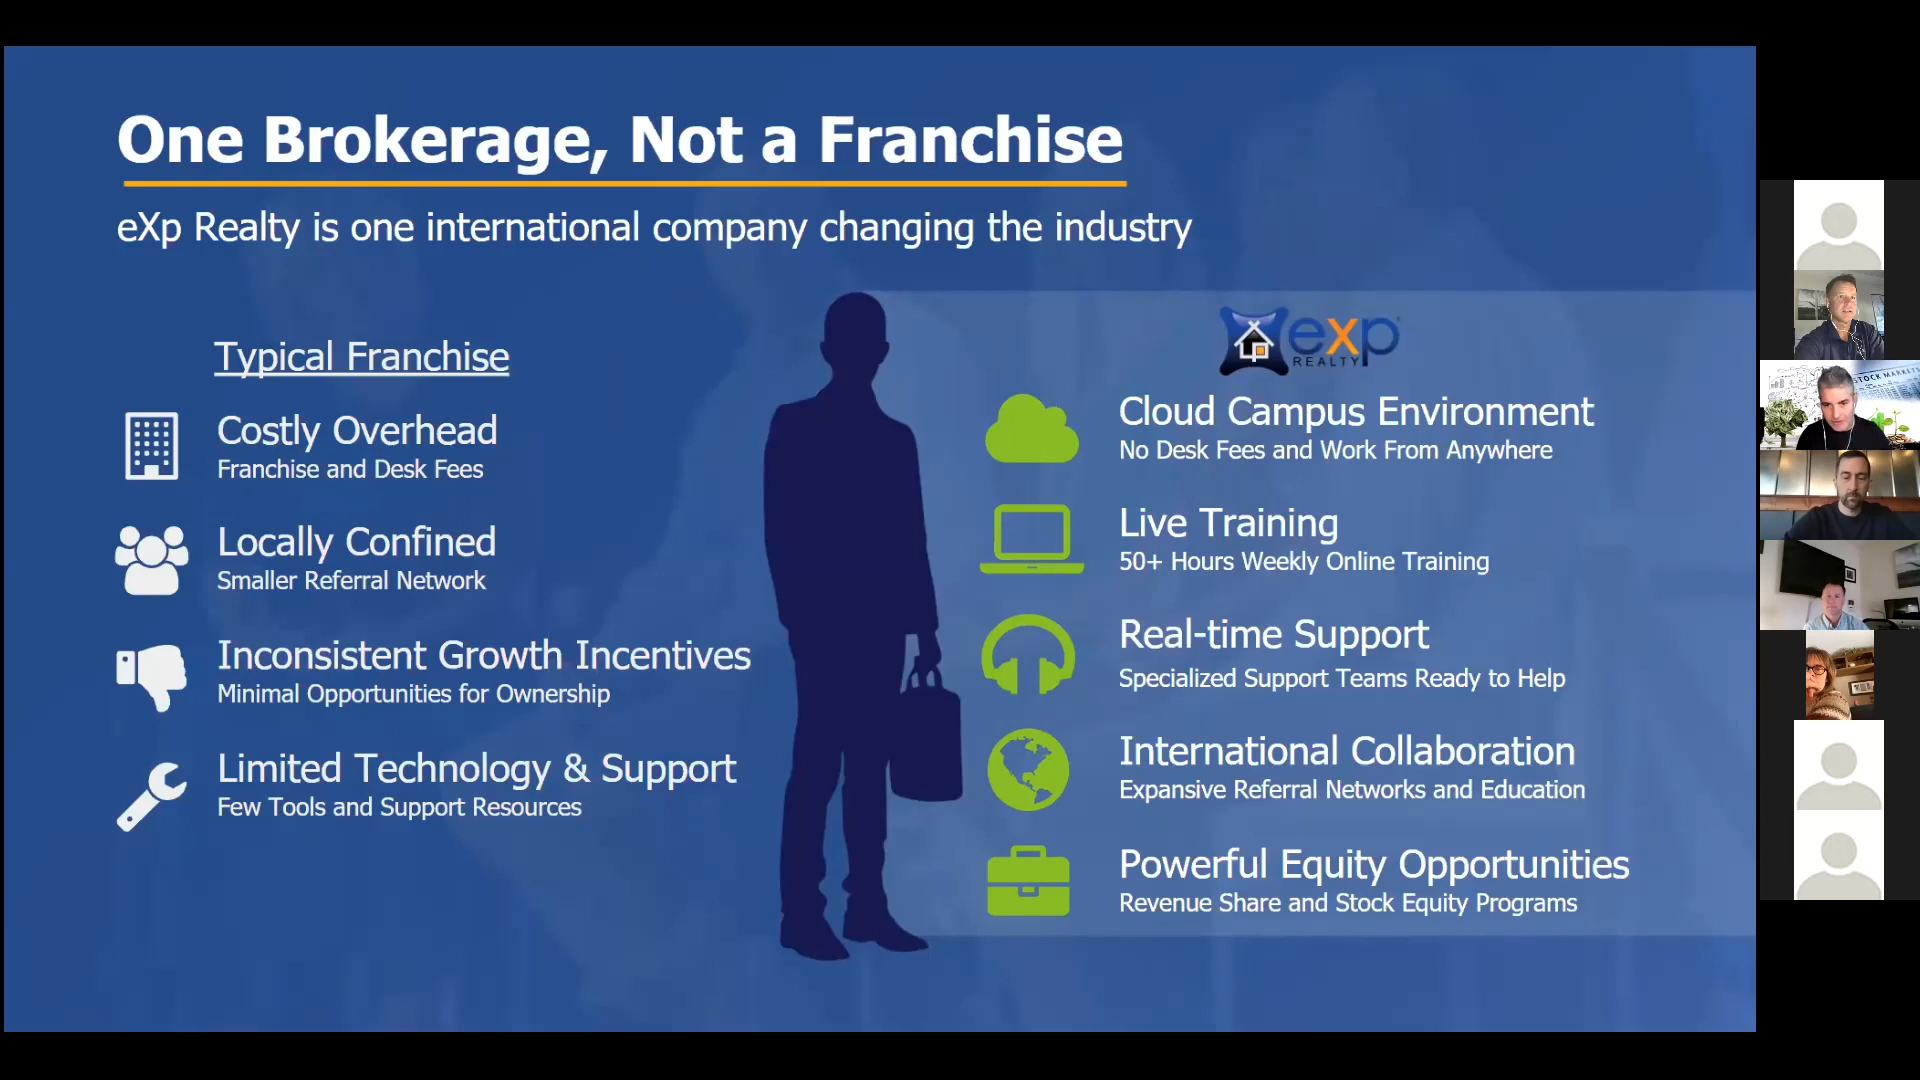 One Brokerage, Not a Franchise
eXp Realty is one international company changing the industry
Typical Franchise
Costly Overhead
Franchise and Desk Fees
Locally Confined
Smaller Referral Network
Inconsistent Growth Incentives
Minimal Opportunities for Ownership
Limited Technology & Support
Few Tools and Support Resources
eXp
REALTY
Cloud Campus Environment
No Desk Fees and Work From Anywhere
Live Training
50+ Hours Weekly Online Training
Real-time Support
Specialized Support Teams Ready to Help
International Collaboration
Expansive Referral Networks and Education
Powerful Equity Opportunities
Revenue Share and Stock Equity Programs
STOCK MARKET